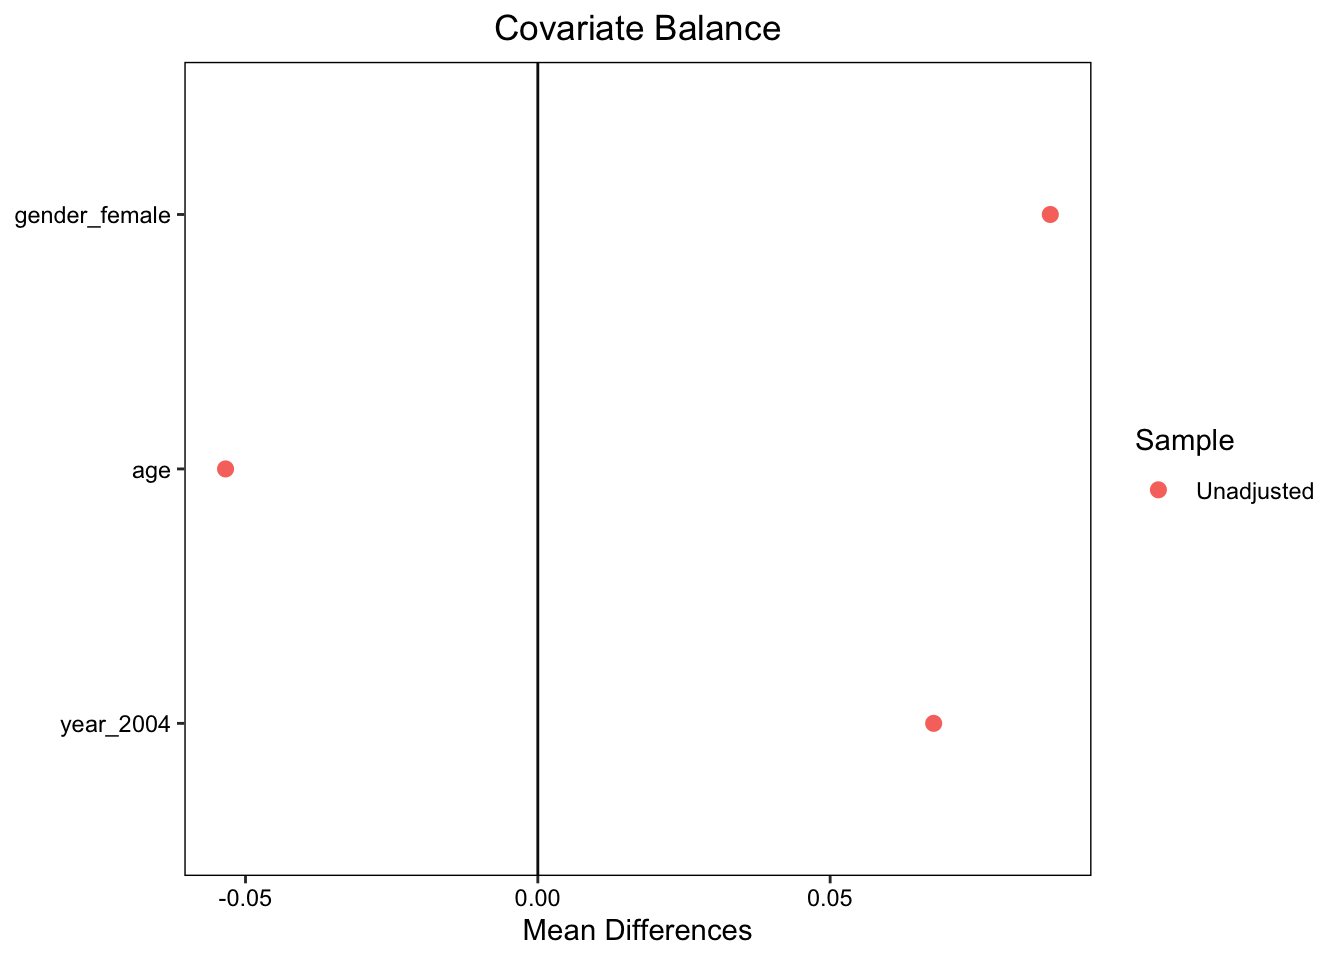 Covariate Balance
gender_female
age
year_2004
-0.05 0.00 0.05
Mean Differences
Sample
Unadjusted